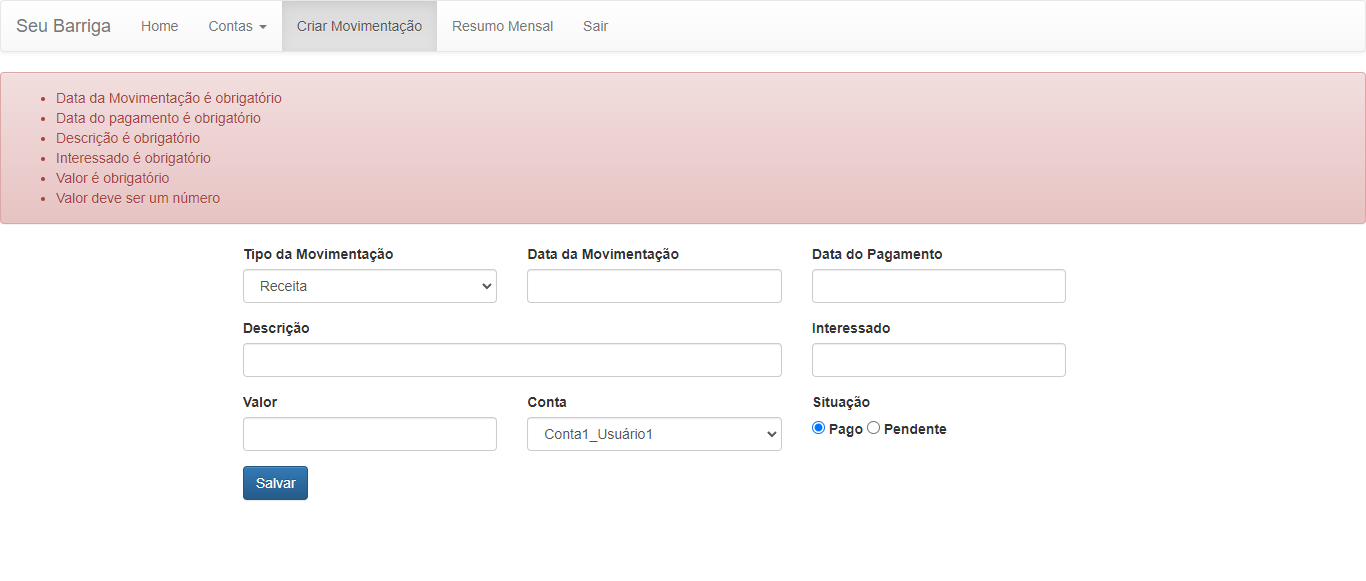 Seu Barriga Home Contas Criar Movimentação Resumo Mensal Sair
Data da Movimentação é obrigatório
Data do pagamento é obrigatório
Descrição é obrigatório
Interessado é obrigatório
Valor é obrigatório
Valor deve ser um número
Tipo da Movimentação Data da Movimentação Data do Pagamento
Receita
Descrição Interessado
Valor Conta Situação
Conta1_Usuário1 Pago Pendente
Salvar